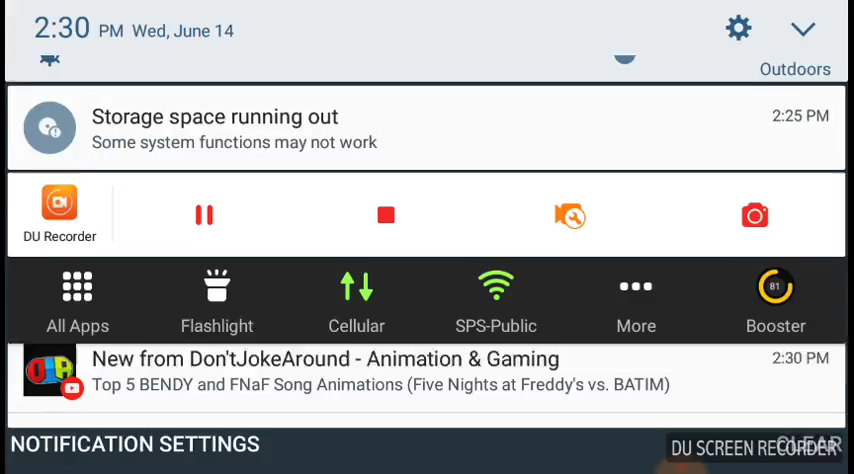 2:30 PM Wed, June 14
Outdoors
Storage space running out
2:25 PM
Some system functions may not work
DU Recorder
81
All Apps
Flashlight
Cellular
SPS-Public
More
Booster
New from Don'tJokeAround - Animation & Gaming
2:30 PM
Top 5 BENDY and FNaF Song Animations (Five Nights at Freddy's vs. BATIM)
NOTIFICATION SETTINGS
CLEAR
DU SCREEN RECORDER